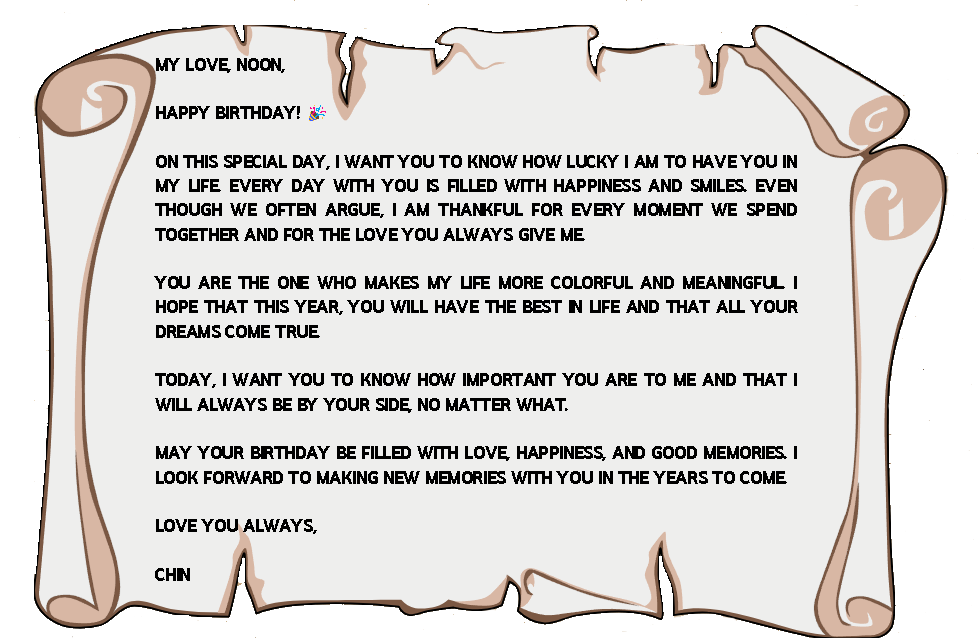 MY LOVE, NOON,
HAPPY BIRTHDAY! 🎉
ON THIS SPECIAL DAY, I WANT YOU TO KNOW HOW LUCKY I AM TO HAVE YOU IN
MY LIFE. EVERY DAY WITH YOU IS FILLED WITH HAPPINESS AND SMILES. EVEN
THOUGH WE OFTEN ARGUE, I AM THANKFUL FOR EVERY MOMENT WE SPEND
TOGETHER AND FOR THE LOVE YOU ALWAYS GIVE ME.
YOU ARE THE ONE WHO MAKES MY LIFE MORE COLORFUL AND MEANINGFUL. I
HOPE THAT THIS YEAR, YOU WILL HAVE THE BEST IN LIFE AND THAT ALL YOUR
DREAMS COME TRUE.
TODAY, I WANT YOU TO KNOW HOW IMPORTANT YOU ARE TO ME AND THAT I
WILL ALWAYS BE BY YOUR SIDE, NO MATTER WHAT.
MAY YOUR BIRTHDAY BE FILLED WITH LOVE, HAPPINESS, AND GOOD MEMORIES. I
LOOK FORWARD TO MAKING NEW MEMORIES WITH YOU IN THE YEARS TO COME.
LOVE YOU ALWAYS,
CHIN